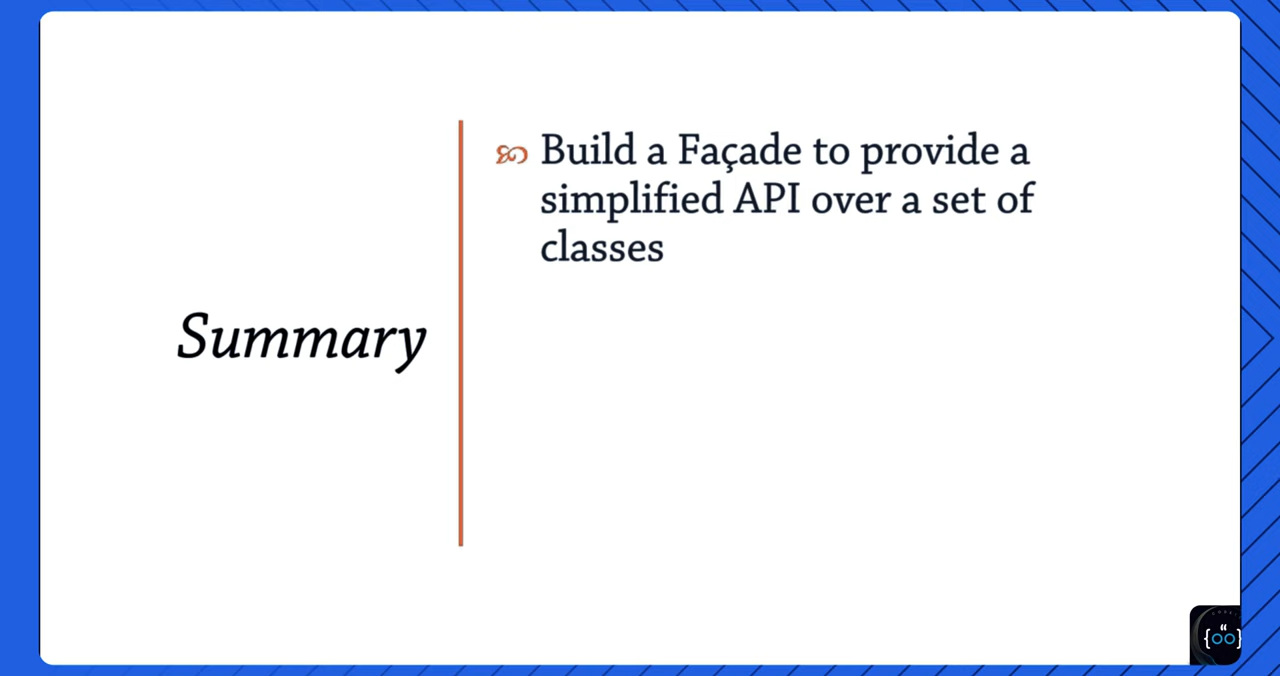 Summary
Build a Façade to provide a
simplified API over a set of
classes